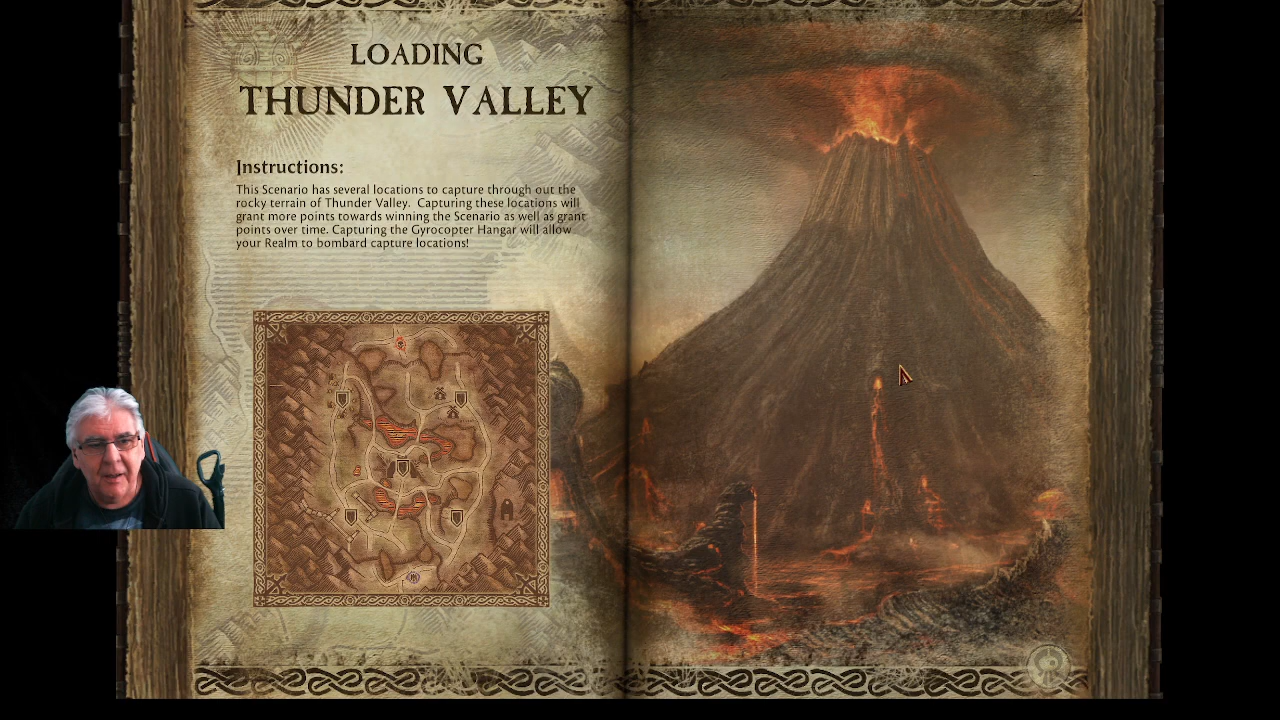 LOADING
THUNDER VALLEY
Instructions:
This Scenario has several locations to capture through out the
rocky terrain of Thunder Valley. Capturing these locations will
grant more points towards winning the Scenario as well as grant
points over time. Capturing the Gyrocopter Hangar will allow
your Realm to bombard capture locations!